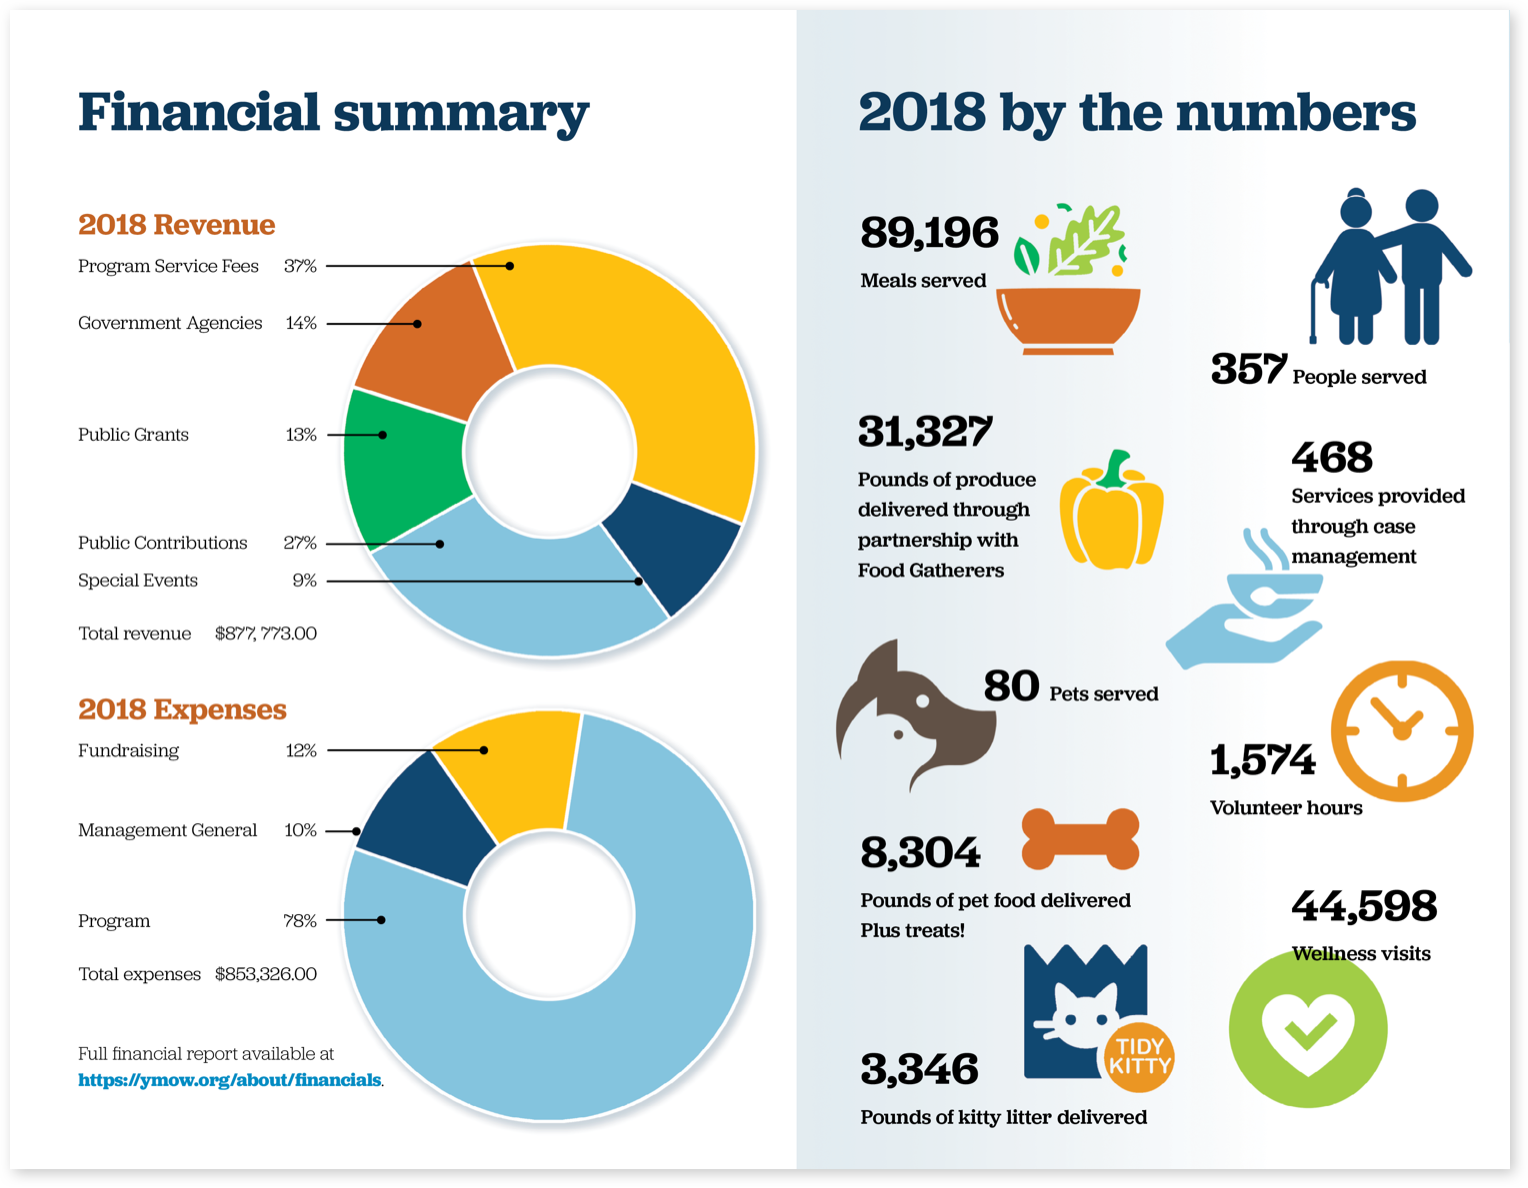 Financial summary
2018 Revenue
Program Service Fees 37%
Government Agencies 14%
Public Grants 13%
Public Contributions 27%
Special Events 9%
Total revenue $877, 773.00
2018 Expenses
Fundraising 12%
Management General 10%
Program 78%
Total expenses $853,326.00
Full financial report available at
https://ymow.org/about/financials.
2018 by the numbers
89,196
Meals served
357 People served
31,327
Pounds of produce
delivered through
partnership with
Food Gatherers
468
Services provided
through case
management
80 Pets served
1,574
Volunteer hours
8,304
Pounds of pet food delivered
Plus treats!
44,598
Wellness visits
TIDY
KITTY
3,346
Pounds of kitty litter delivered